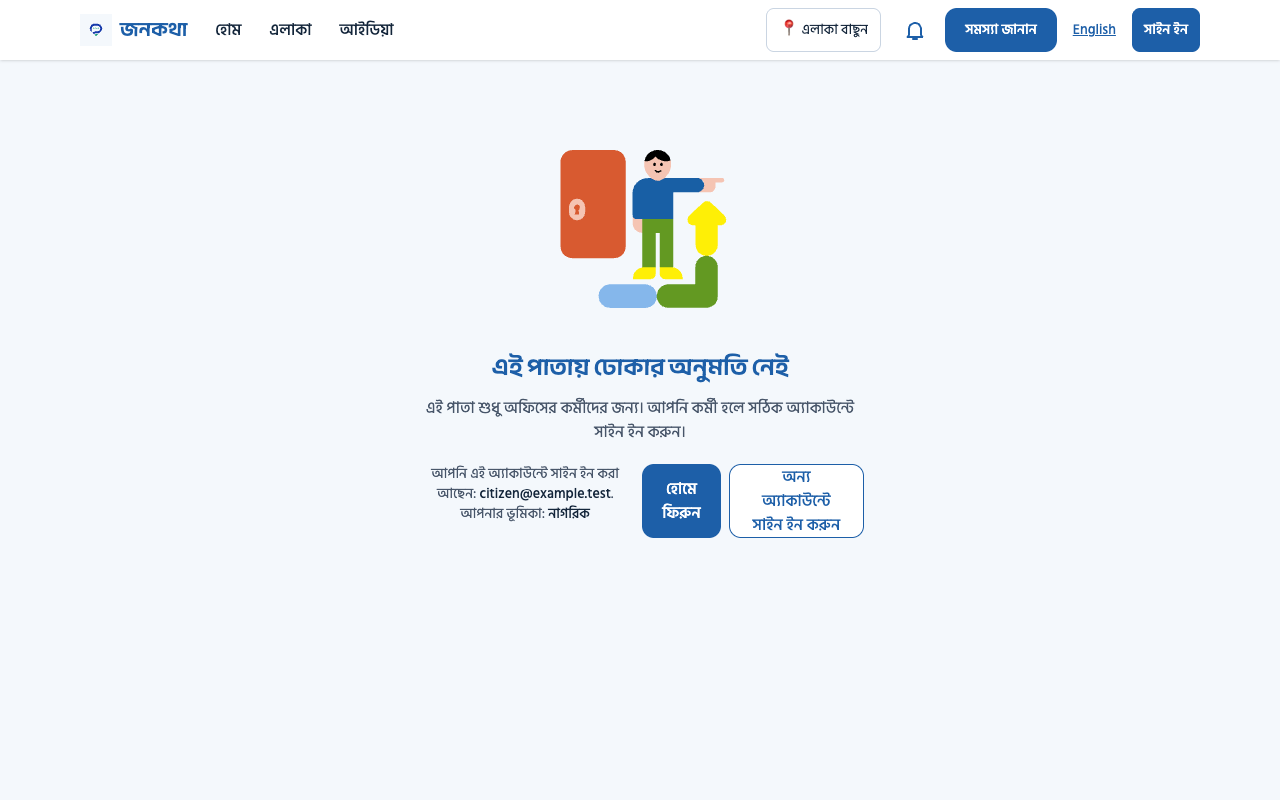 জনকথা
হোম
এলাকা
আইডিয়া
এলাকা বাছুন
সমস্যা জানান
English
সাইন ইন
এই পাতায় ঢোকার অনুমতি নেই
এই পাতা শুধু অফিসের কর্মীদের জন্য। আপনি কর্মী হলে সঠিক অ্যাকাউন্টে
সাইন ইন করুন।
আপনি এই অ্যাকাউন্টে সাইন ইন করা
আছেন: citizen@example.test.
আপনার ভূমিকা: নাগরিক
হোমে
ফিরুন
অন্য
অ্যাকাউন্টে
সাইন ইন করুন